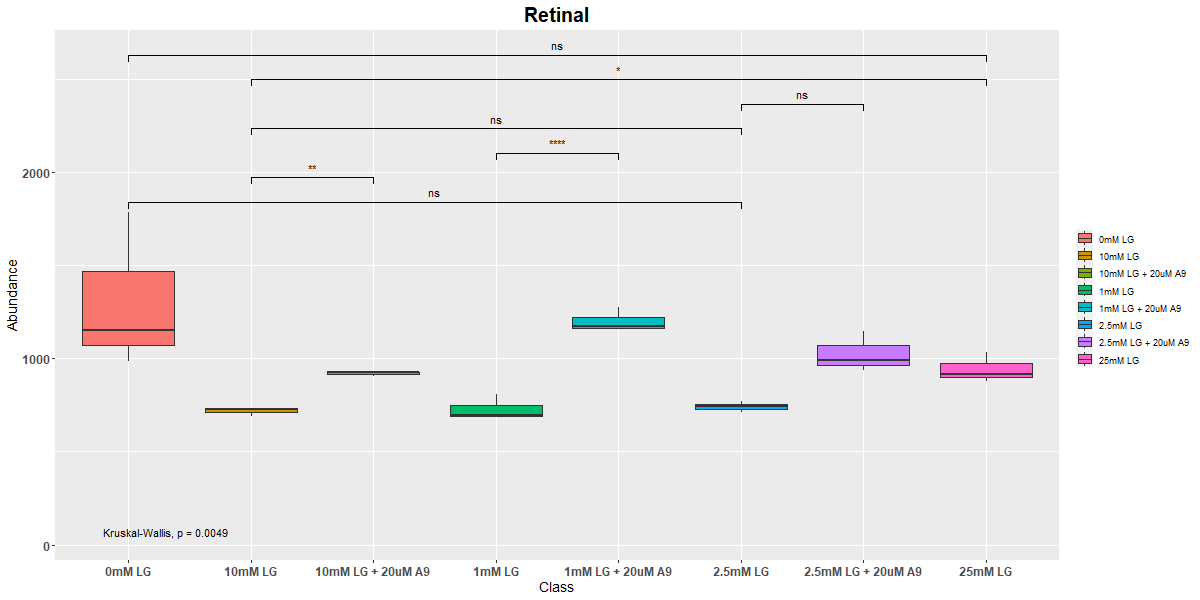 Retinal
ns
*
ns
ns
****
**
ns
2000
1000
0
Abundance
Kruskal-Wallis, p = 0.0049
0mM LG
10mM LG
10mM LG + 20uM A9
1mM LG
1mM LG + 20uM A9
2.5mM LG
2.5mM LG + 20uM A9
25mM LG
Class
0mM LG
10mM LG
10mM LG + 20uM A9
1mM LG
1mM LG + 20uM A9
2.5mM LG
2.5mM LG + 20uM A9
25mM LG